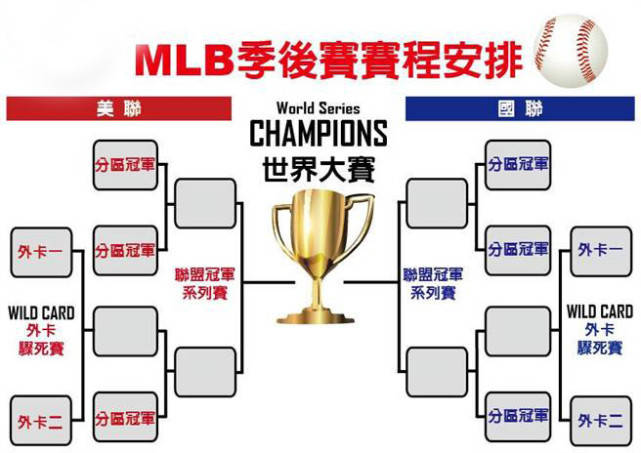 MLB季後賽賽程安排
美聯
國聯
World Series
CHAMPIONS
世界大賽
分區冠軍
分區冠軍
外卡一
分區冠軍
分區冠軍
外卡一
聯盟冠軍
系列賽
聯盟冠軍
系列賽
WILD CARD
外卡
驟死賽
WILD CARD
外卡
驟死賽
外卡二
分區冠軍
分區冠軍
外卡二